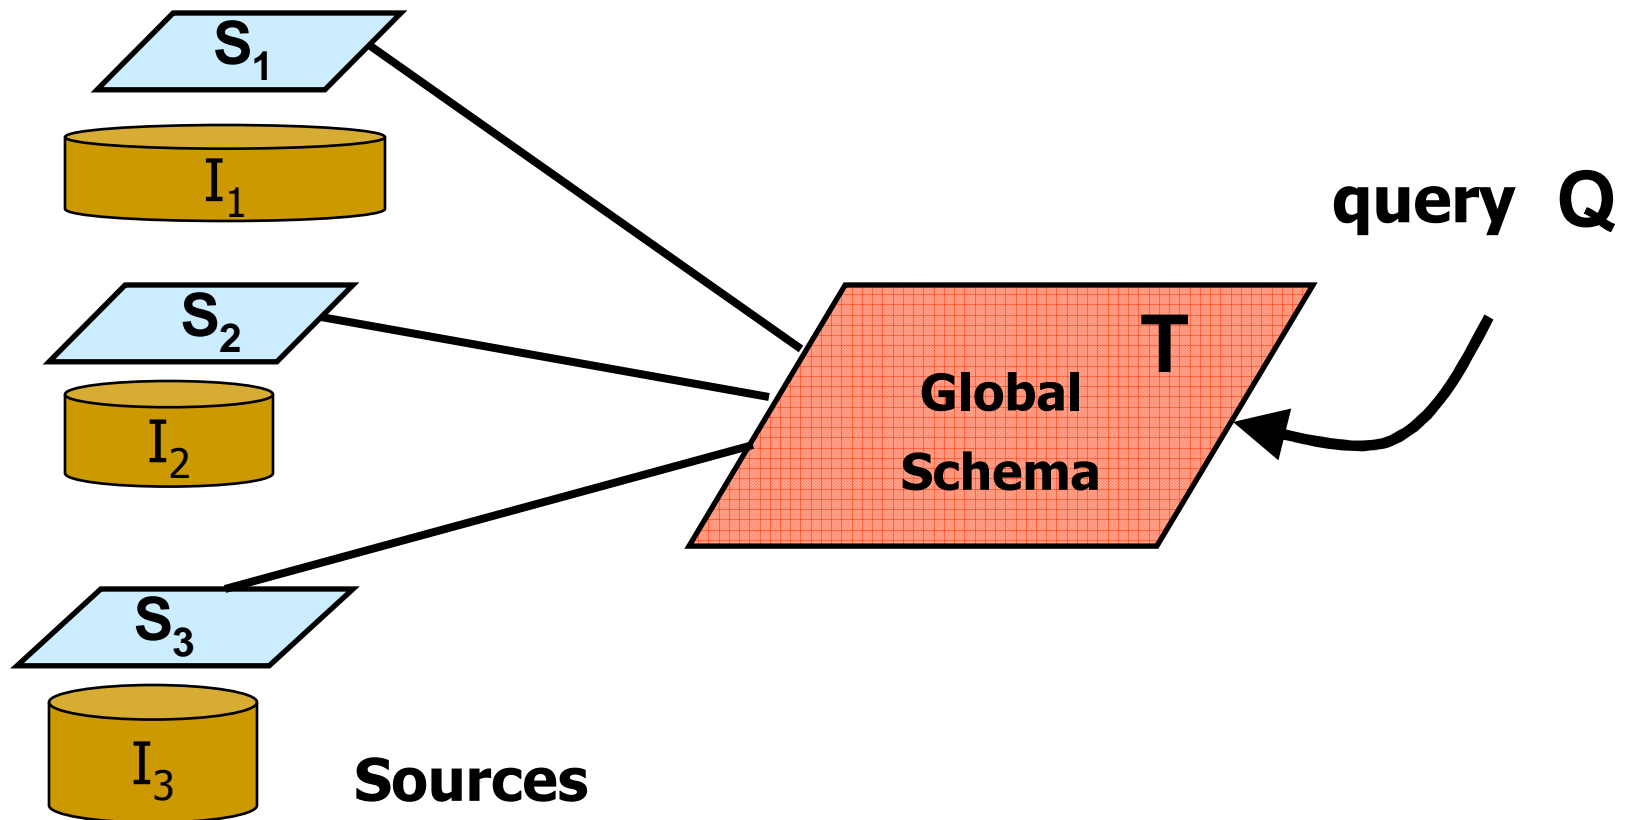 S₁
I₁
query Q
S₂
I₂
T
Global
Schema
S₃
I₃
Sources